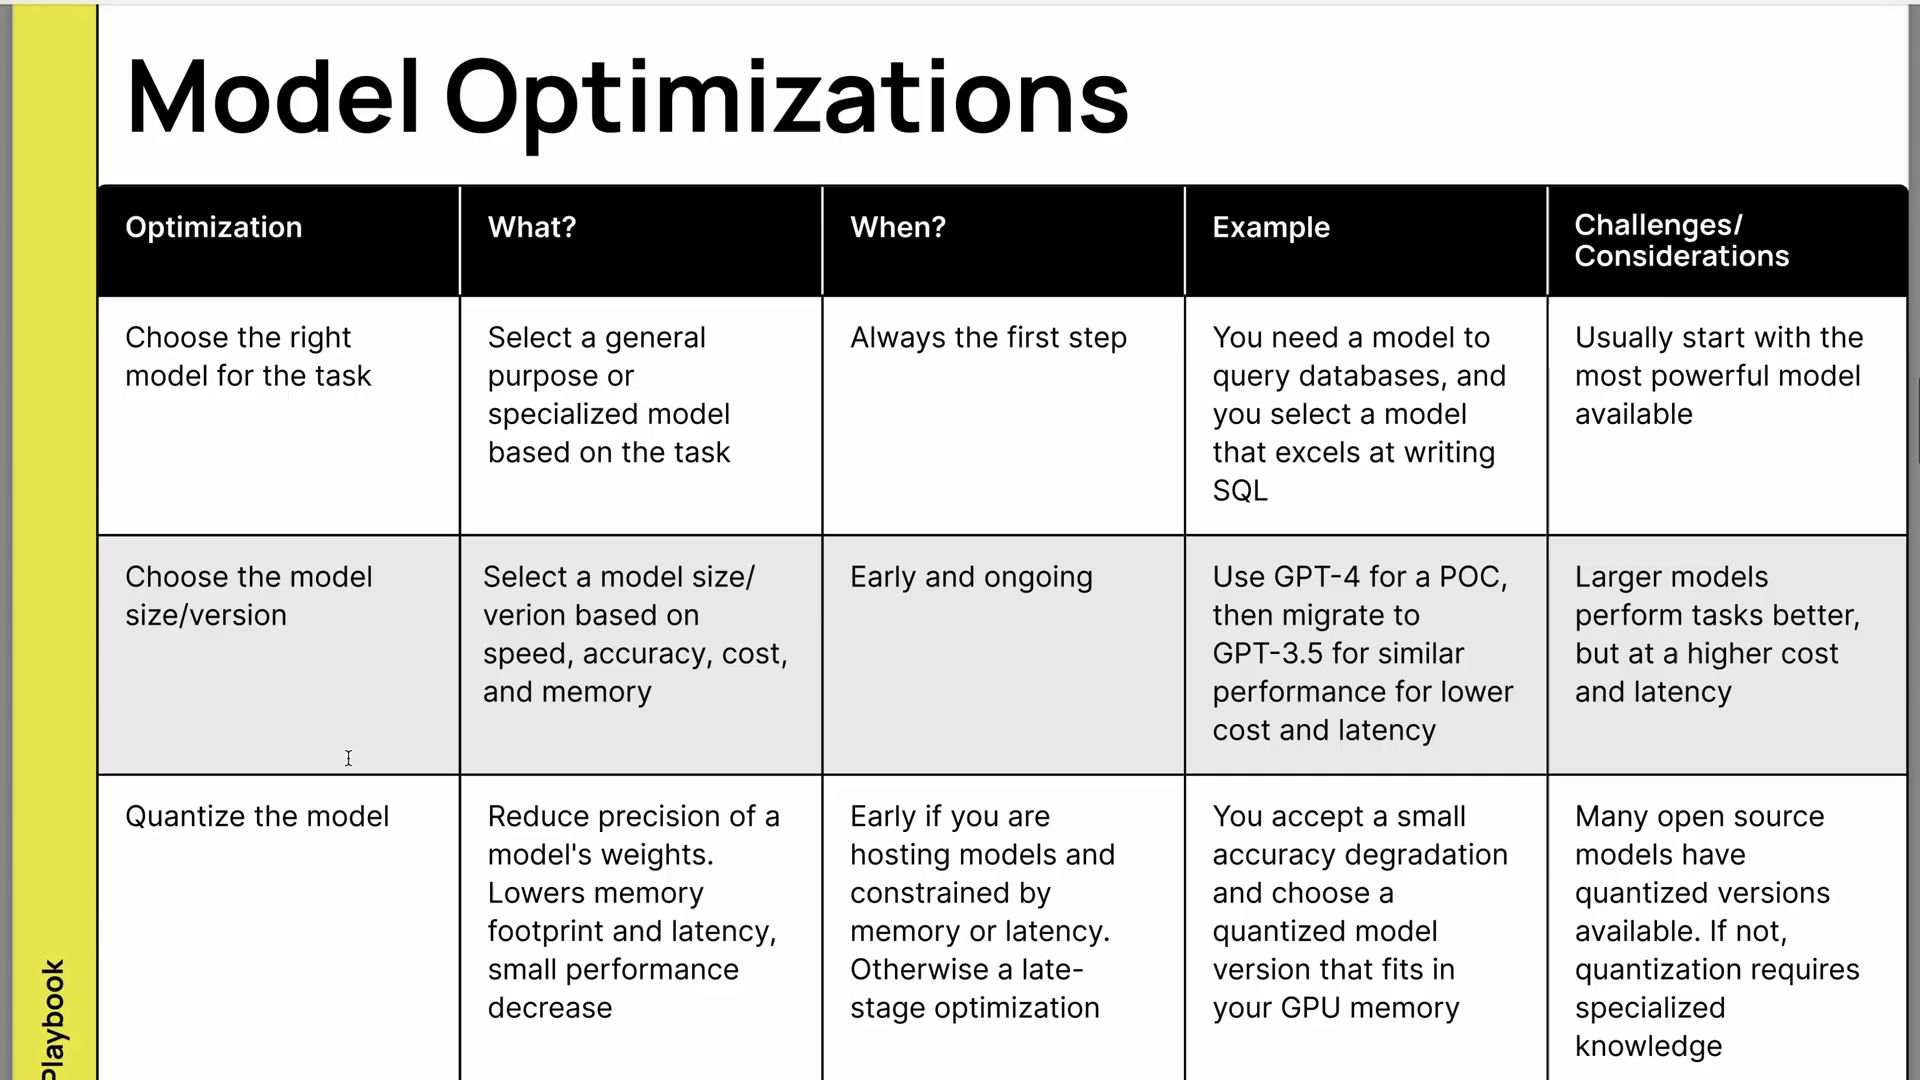 Model Optimizations
Optimization
What?
When?
Example
Challenges/
Considerations
Choose the right
model for the task
Select a general
purpose or
specialized model
based on the task
Always the first step
You need a model to
query databases, and
you select a model
that excels at writing
SQL
Usually start with the
most powerful model
available
Choose the model
size/version
Select a model size/
verion based on
speed, accuracy, cost,
and memory
Early and ongoing
Use GPT-4 for a POC,
then migrate to
GPT-3.5 for similar
performance for lower
cost and latency
Larger models
perform tasks better,
but at a higher cost
and latency
Quantize the model
Reduce precision of a
model's weights.
Lowers memory
footprint and latency,
small performance
decrease
Early if you are
hosting models and
constrained by
memory or latency.
Otherwise a late-
stage optimization
You accept a small
accuracy degradation
and choose a
quantized model
version that fits in
your GPU memory
Many open source
models have
quantized versions
available. If not,
quantization requires
specialized
knowledge
Playbook